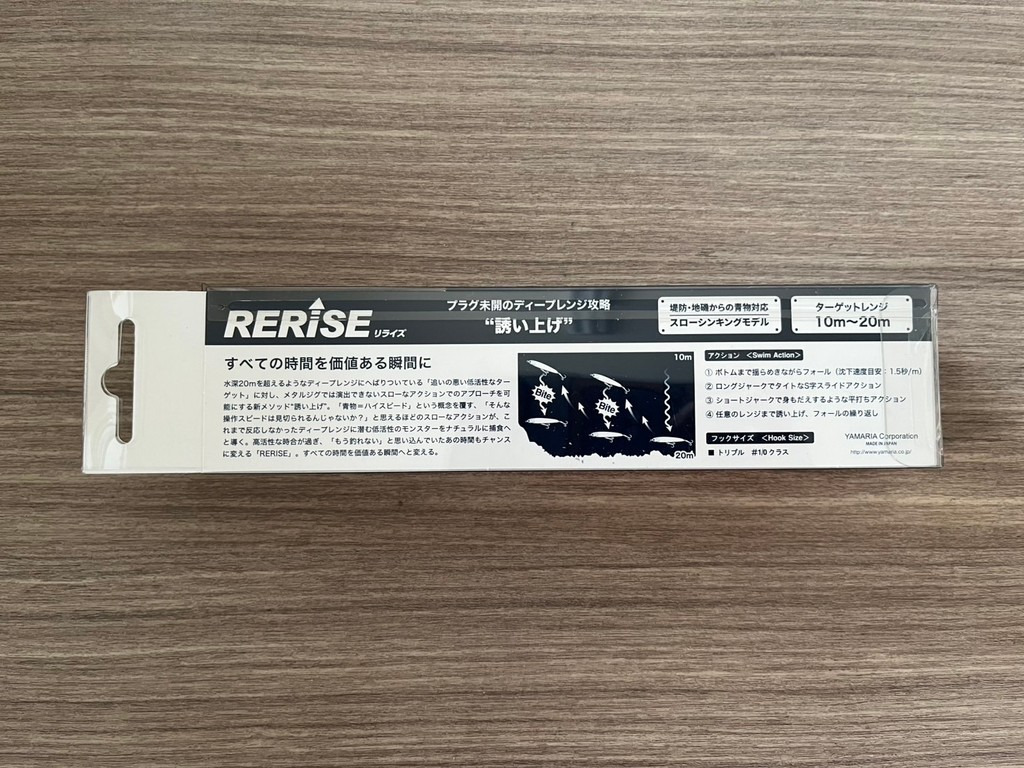 RERISE リライズ
プラグ未開のディープレンジ攻略
“誘い上げ”
堤防・地磯からの青物対応
スローシンキングモデル
ターゲットレンジ
10m〜20m
すべての時間を価値ある瞬間に
水深20mを超えるようなディープレンジにへばりついている「追いの悪い低活性なター
ゲット」に対し、メタルジグでは演出できないスローなアクションでのアプローチを可
能にする新メソッド“誘い上げ”。「青物＝ハイスピード」という概念を覆す、「そんな
操作スピードは見切られるんじゃないか？」と思えるほどのスローなアクションが、こ
れまで反応しなかったディープレンジに潜む低活性のモンスターをナチュラルに捕食へ
と導く。高活性な時合が過ぎ、「もう釣れない」と思い込んでいたあの時間もチャンス
に変える「RERISE」。すべての時間を価値ある瞬間へと変える。
10m
Bite
Bite
20m
アクション ＜Swim Action＞
① ボトムまで揺らめきながらフォール（沈下速度目安：1.5秒/m）
② ロングジャークでタイトなS字スライドアクション
③ ショートジャークで身もだえするような平打ちアクション
④ 任意のレンジまで誘い上げ、フォールの繰り返し
フックサイズ ＜Hook Size＞
■ トリプル #1/0クラス
YAMARIA Corporation
MADE IN JAPAN
http://www.yamaria.co.jp/